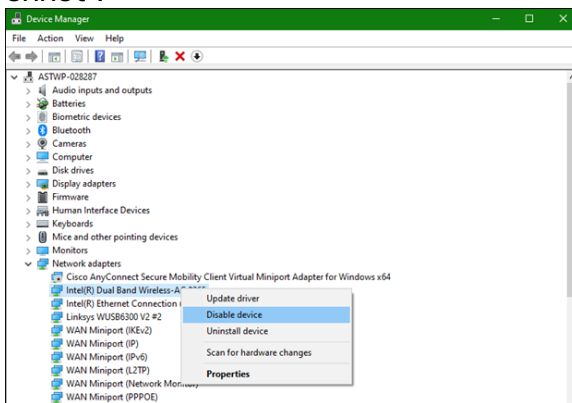 Device Manager
File Action View Help
ASTWP-028287
Audio inputs and outputs
Batteries
Biometric devices
Bluetooth
Cameras
Computer
Disk drives
Display adapters
Firmware
Human Interface Devices
Keyboards
Mice and other pointing devices
Monitors
Network adapters
Cisco AnyConnect Secure Mobility Client Virtual Miniport Adapter for Windows x64
Intel(R) Dual Band Wireless-AC
Intel(R) Ethernet Connection
Linksys WUSB6300 V2 #2
WAN Miniport (IKEv2)
WAN Miniport (IP)
WAN Miniport (IPv6)
WAN Miniport (L2TP)
WAN Miniport (Network Monitor)
WAN Miniport (PPPOE)
Update driver
Disable device
Uninstall device
Scan for hardware changes
Properties